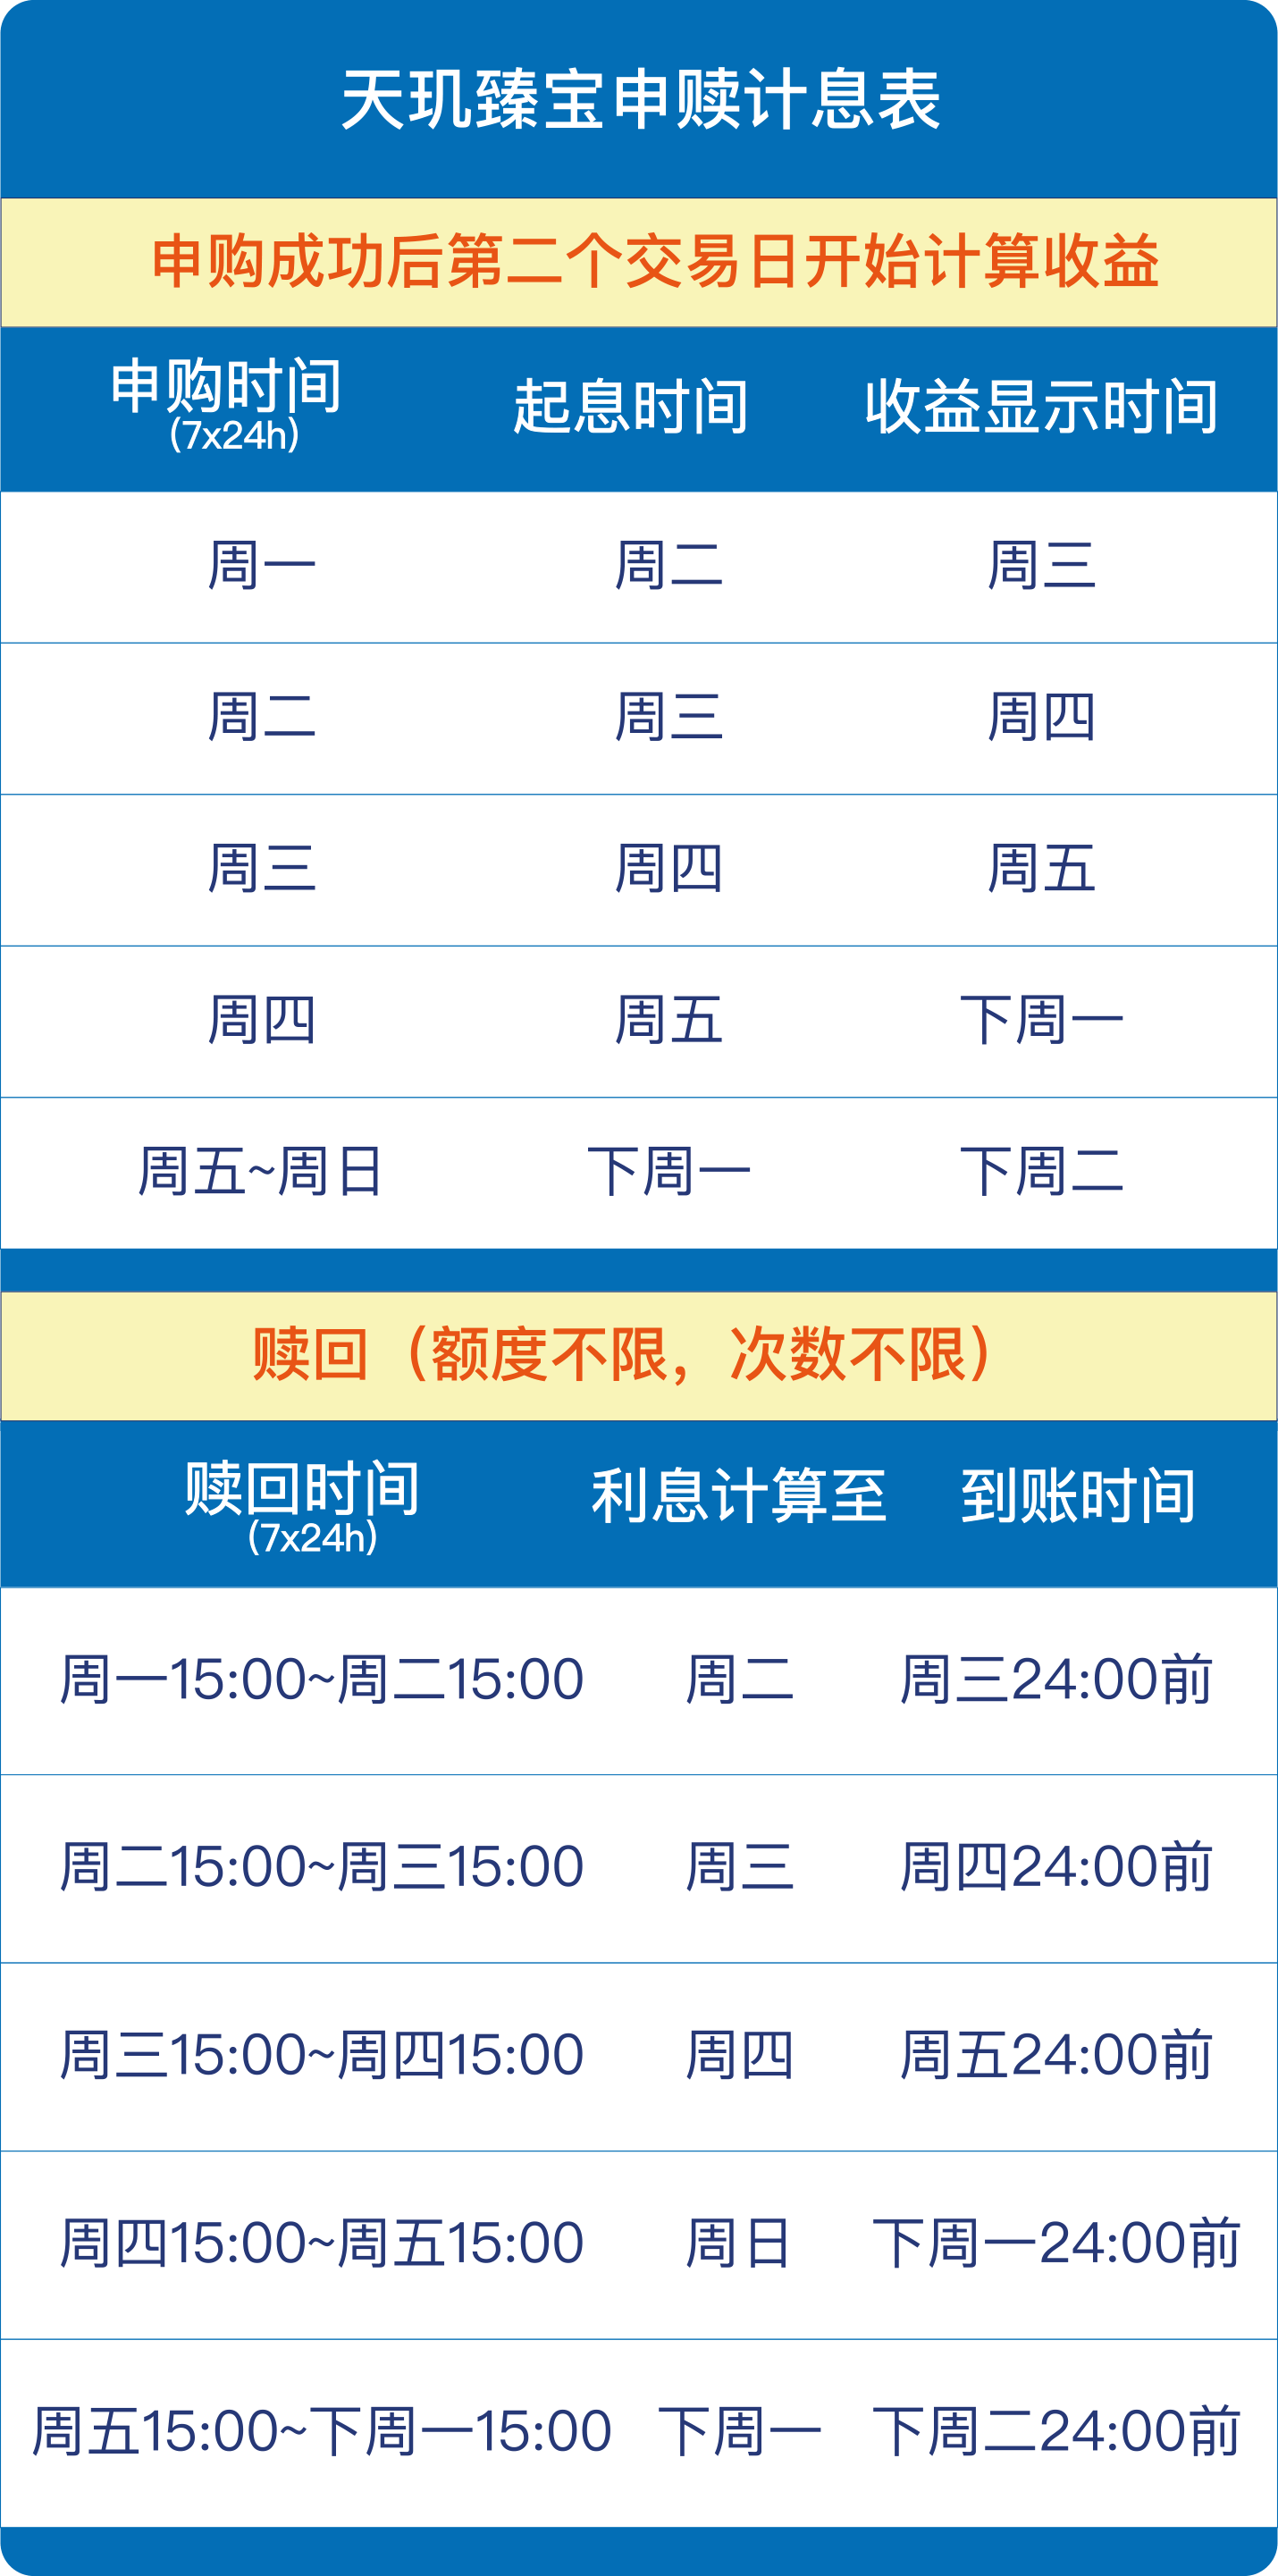 天玑臻宝申赎计息表
申购成功后第二个交易日开始计算收益
申购时间 起息时间 收益显示时间
(7x24h)
周一 周二 周三
周二 周三 周四
周三 周四 周五
周四 周五 下周一
周五~周日 下周一 下周二
赎回（额度不限，次数不限）
赎回时间 利息计算至 到账时间
(7x24h)
周一15:00~周二15:00 周二 周三24:00前
周二15:00~周三15:00 周三 周四24:00前
周三15:00~周四15:00 周四 周五24:00前
周四15:00~周五15:00 周日 下周一24:00前
周五15:00~下周一15:00 下周一 下周二24:00前